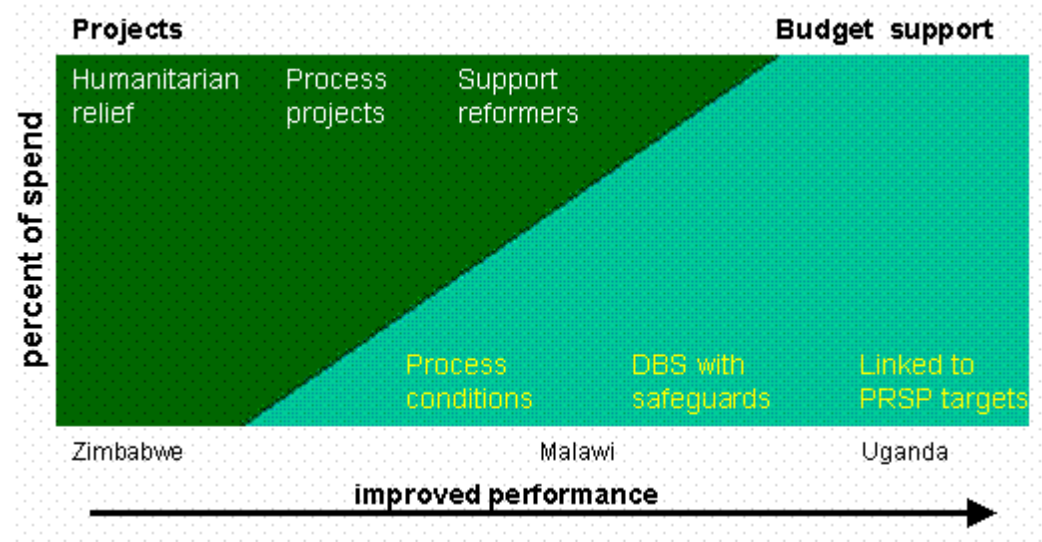 Projects
Budget support
Humanitarian
relief
Process
projects
Support
reformers
percent of spend
Process
conditions
DBS with
safeguards
Linked to
PRSP targets
Zimbabwe
Malawi
Uganda
improved performance